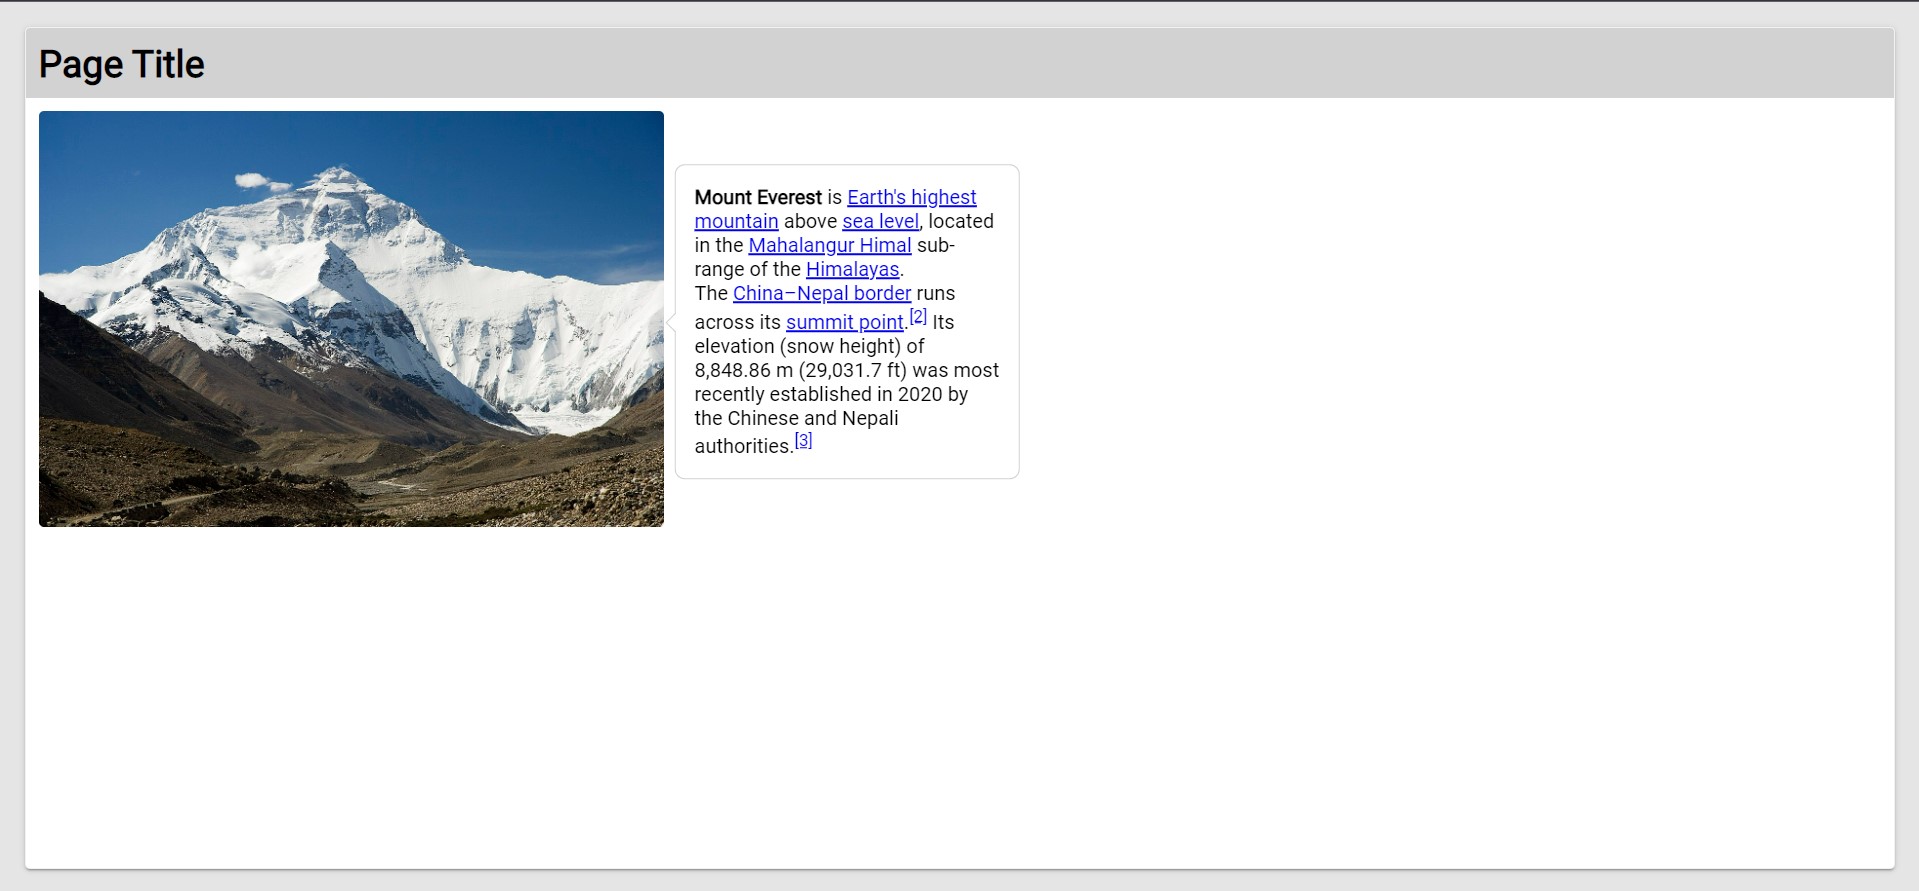 Page Title
Mount Everest is Earth's highest
mountain above sea level, located
in the Mahalangur Himal sub-
range of the Himalayas.
The China–Nepal border runs
across its summit point.[2] Its
elevation (snow height) of
8,848.86 m (29,031.7 ft) was most
recently established in 2020 by
the Chinese and Nepali
authorities.[3]